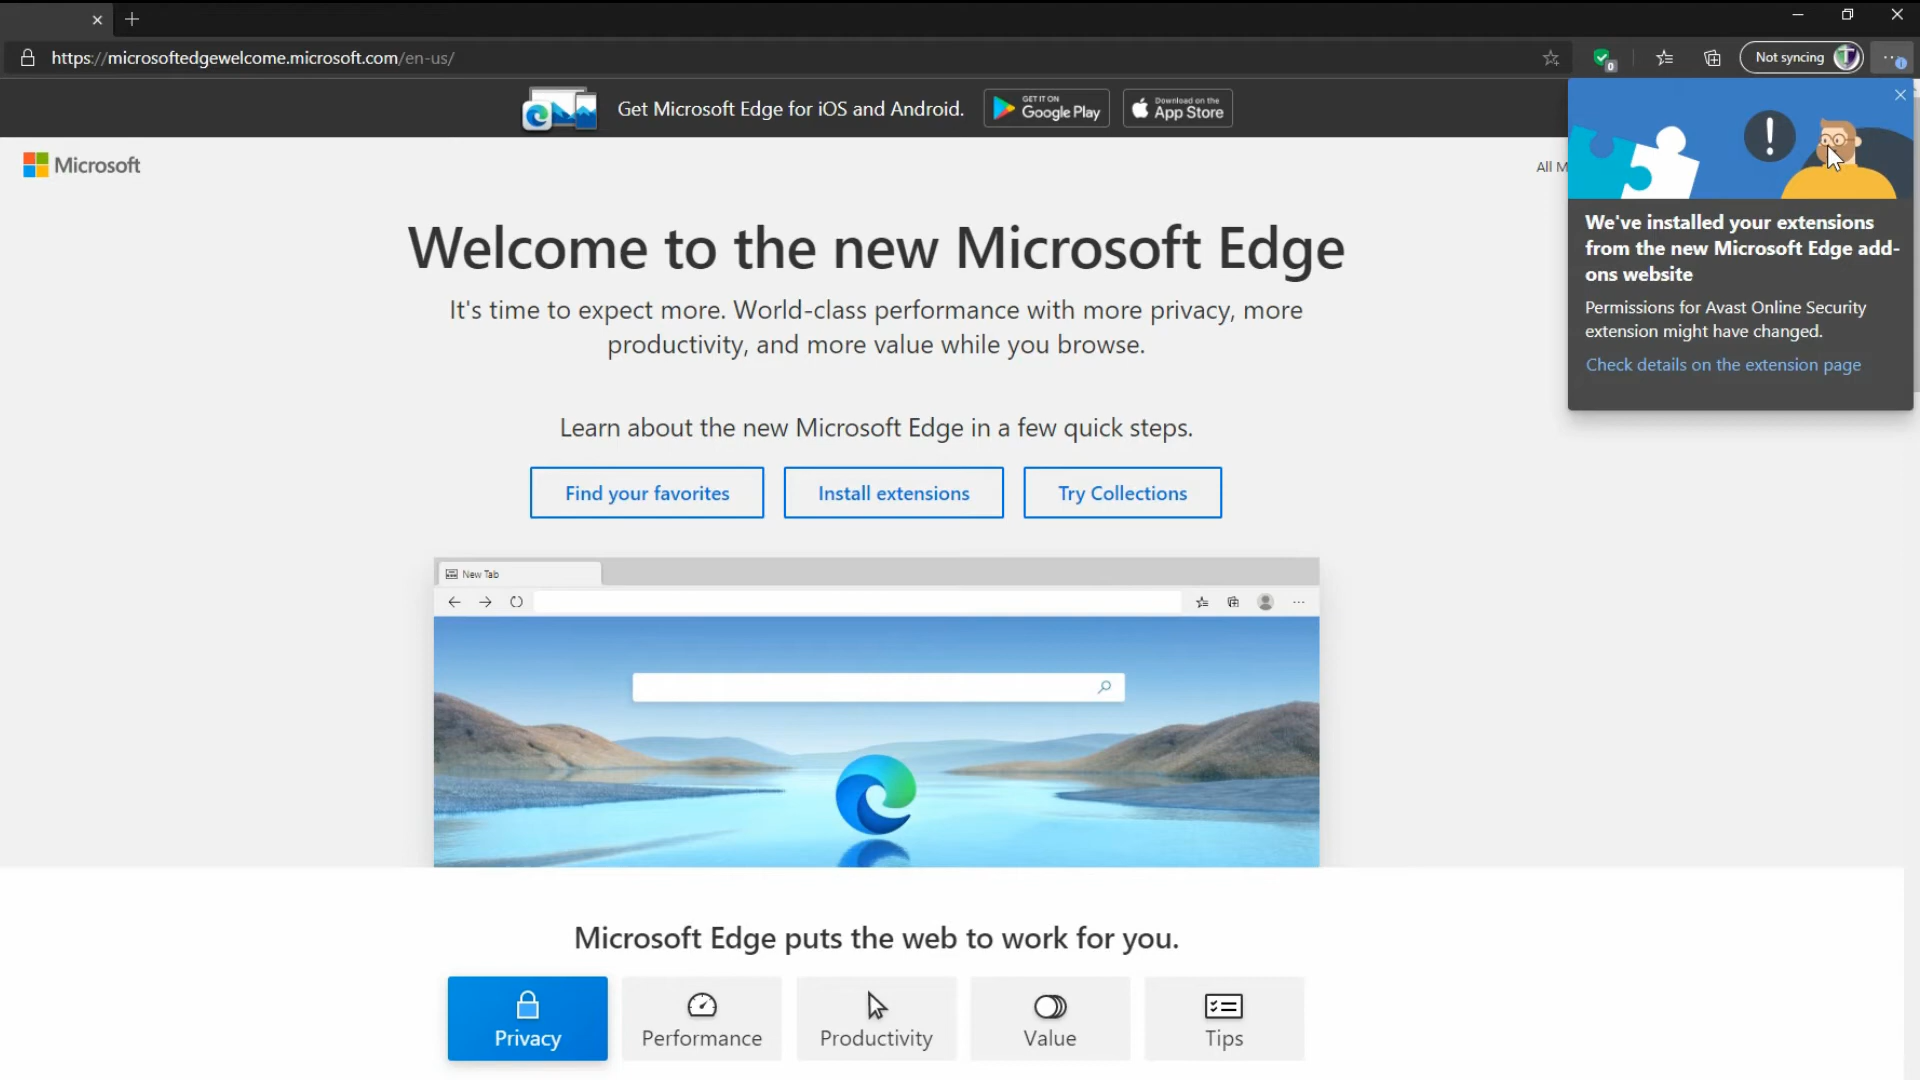 https://microsoftedgewelcome.microsoft.com/en-us/
0
Not syncing
Get Microsoft Edge for iOS and Android.
GET IT ON
Google Play
Download on the
App Store
Microsoft
All M
We've installed your extensions
from the new Microsoft Edge add-
ons website
Permissions for Avast Online Security
extension might have changed.
Check details on the extension page
Welcome to the new Microsoft Edge
It's time to expect more. World-class performance with more privacy, more
productivity, and more value while you browse.
Learn about the new Microsoft Edge in a few quick steps.
Find your favorites
Install extensions
Try Collections
New Tab
Microsoft Edge puts the web to work for you.
Privacy
Performance
Productivity
Value
Tips